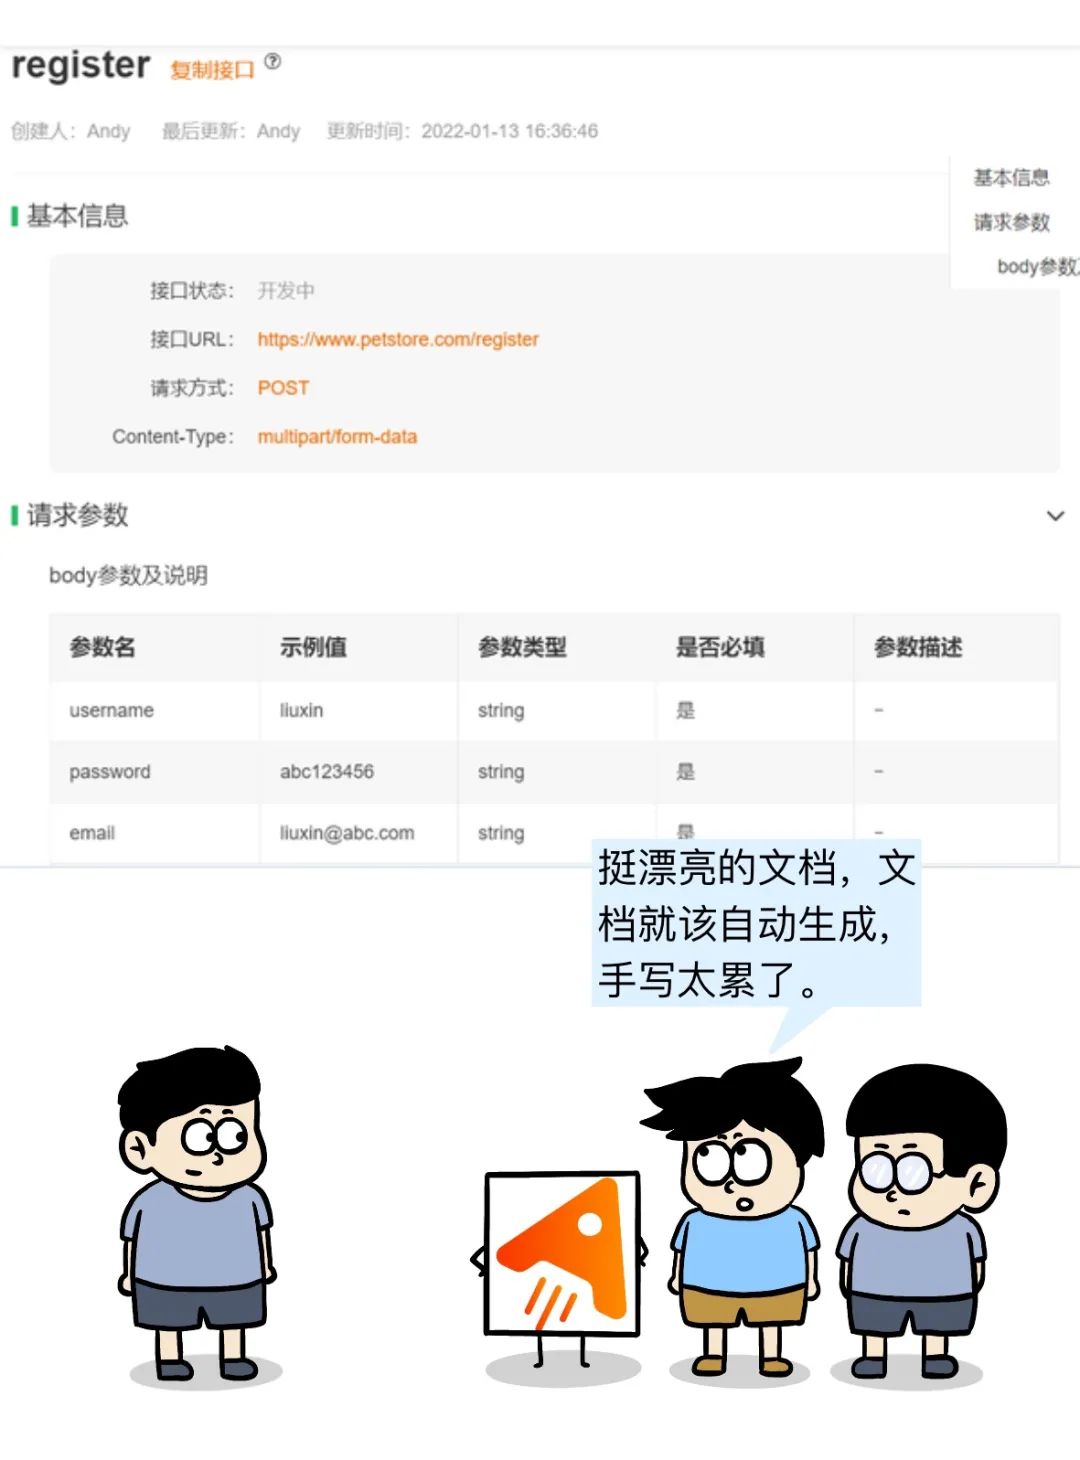 register 复制接口 ?
创建人：Andy 最后更新：Andy 更新时间：2022-01-13 16:36:46
基本信息
请求参数
body参数
基本信息
接口状态： 开发中
接口URL： https://www.petstore.com/register
请求方式： POST
Content-Type： multipart/form-data
请求参数
body参数及说明
参数名 示例值 参数类型 是否必填 参数描述
username liuxin string 是 -
password abc123456 string 是 -
email liuxin@abc.com string 是 -
挺漂亮的文档，文
档就该自动生成，
手写太累了。